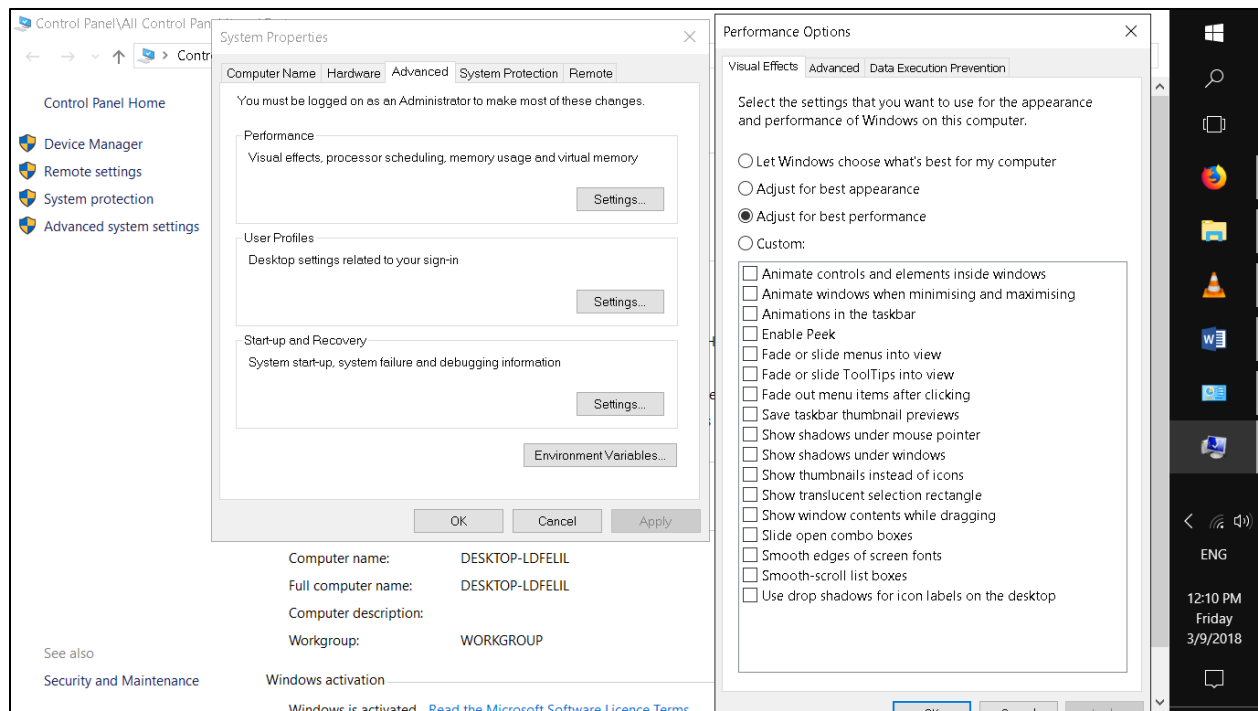 Control Panel\All Control Pan
Contr
Control Panel Home
Device Manager
Remote settings
System protection
Advanced system settings
See also
Security and Maintenance
System Properties
Computer Name Hardware Advanced System Protection Remote
You must be logged on as an Administrator to make most of these changes.
Performance
Visual effects, processor scheduling, memory usage and virtual memory
Settings...
User Profiles
Desktop settings related to your sign-in
Settings...
Start-up and Recovery
System start-up, system failure and debugging information
Settings...
Environment Variables...
OK Cancel Apply
Computer name: DESKTOP-LDFELIL
Full computer name: DESKTOP-LDFELIL
Computer description:
Workgroup: WORKGROUP
Windows activation
Windows is activated Read the Microsoft Software Licence Terms
Performance Options
Visual Effects Advanced Data Execution Prevention
Select the settings that you want to use for the appearance
and performance of Windows on this computer.
Let Windows choose what's best for my computer
Adjust for best appearance
Adjust for best performance
Custom:
Animate controls and elements inside windows
Animate windows when minimising and maximising
Animations in the taskbar
Enable Peek
Fade or slide menus into view
Fade or slide ToolTips into view
Fade out menu items after clicking
Save taskbar thumbnail previews
Show shadows under mouse pointer
Show shadows under windows
Show thumbnails instead of icons
Show translucent selection rectangle
Show window contents while dragging
Slide open combo boxes
Smooth edges of screen fonts
Smooth-scroll list boxes
Use drop shadows for icon labels on the desktop
ENG
12:10 PM
Friday
3/9/2018